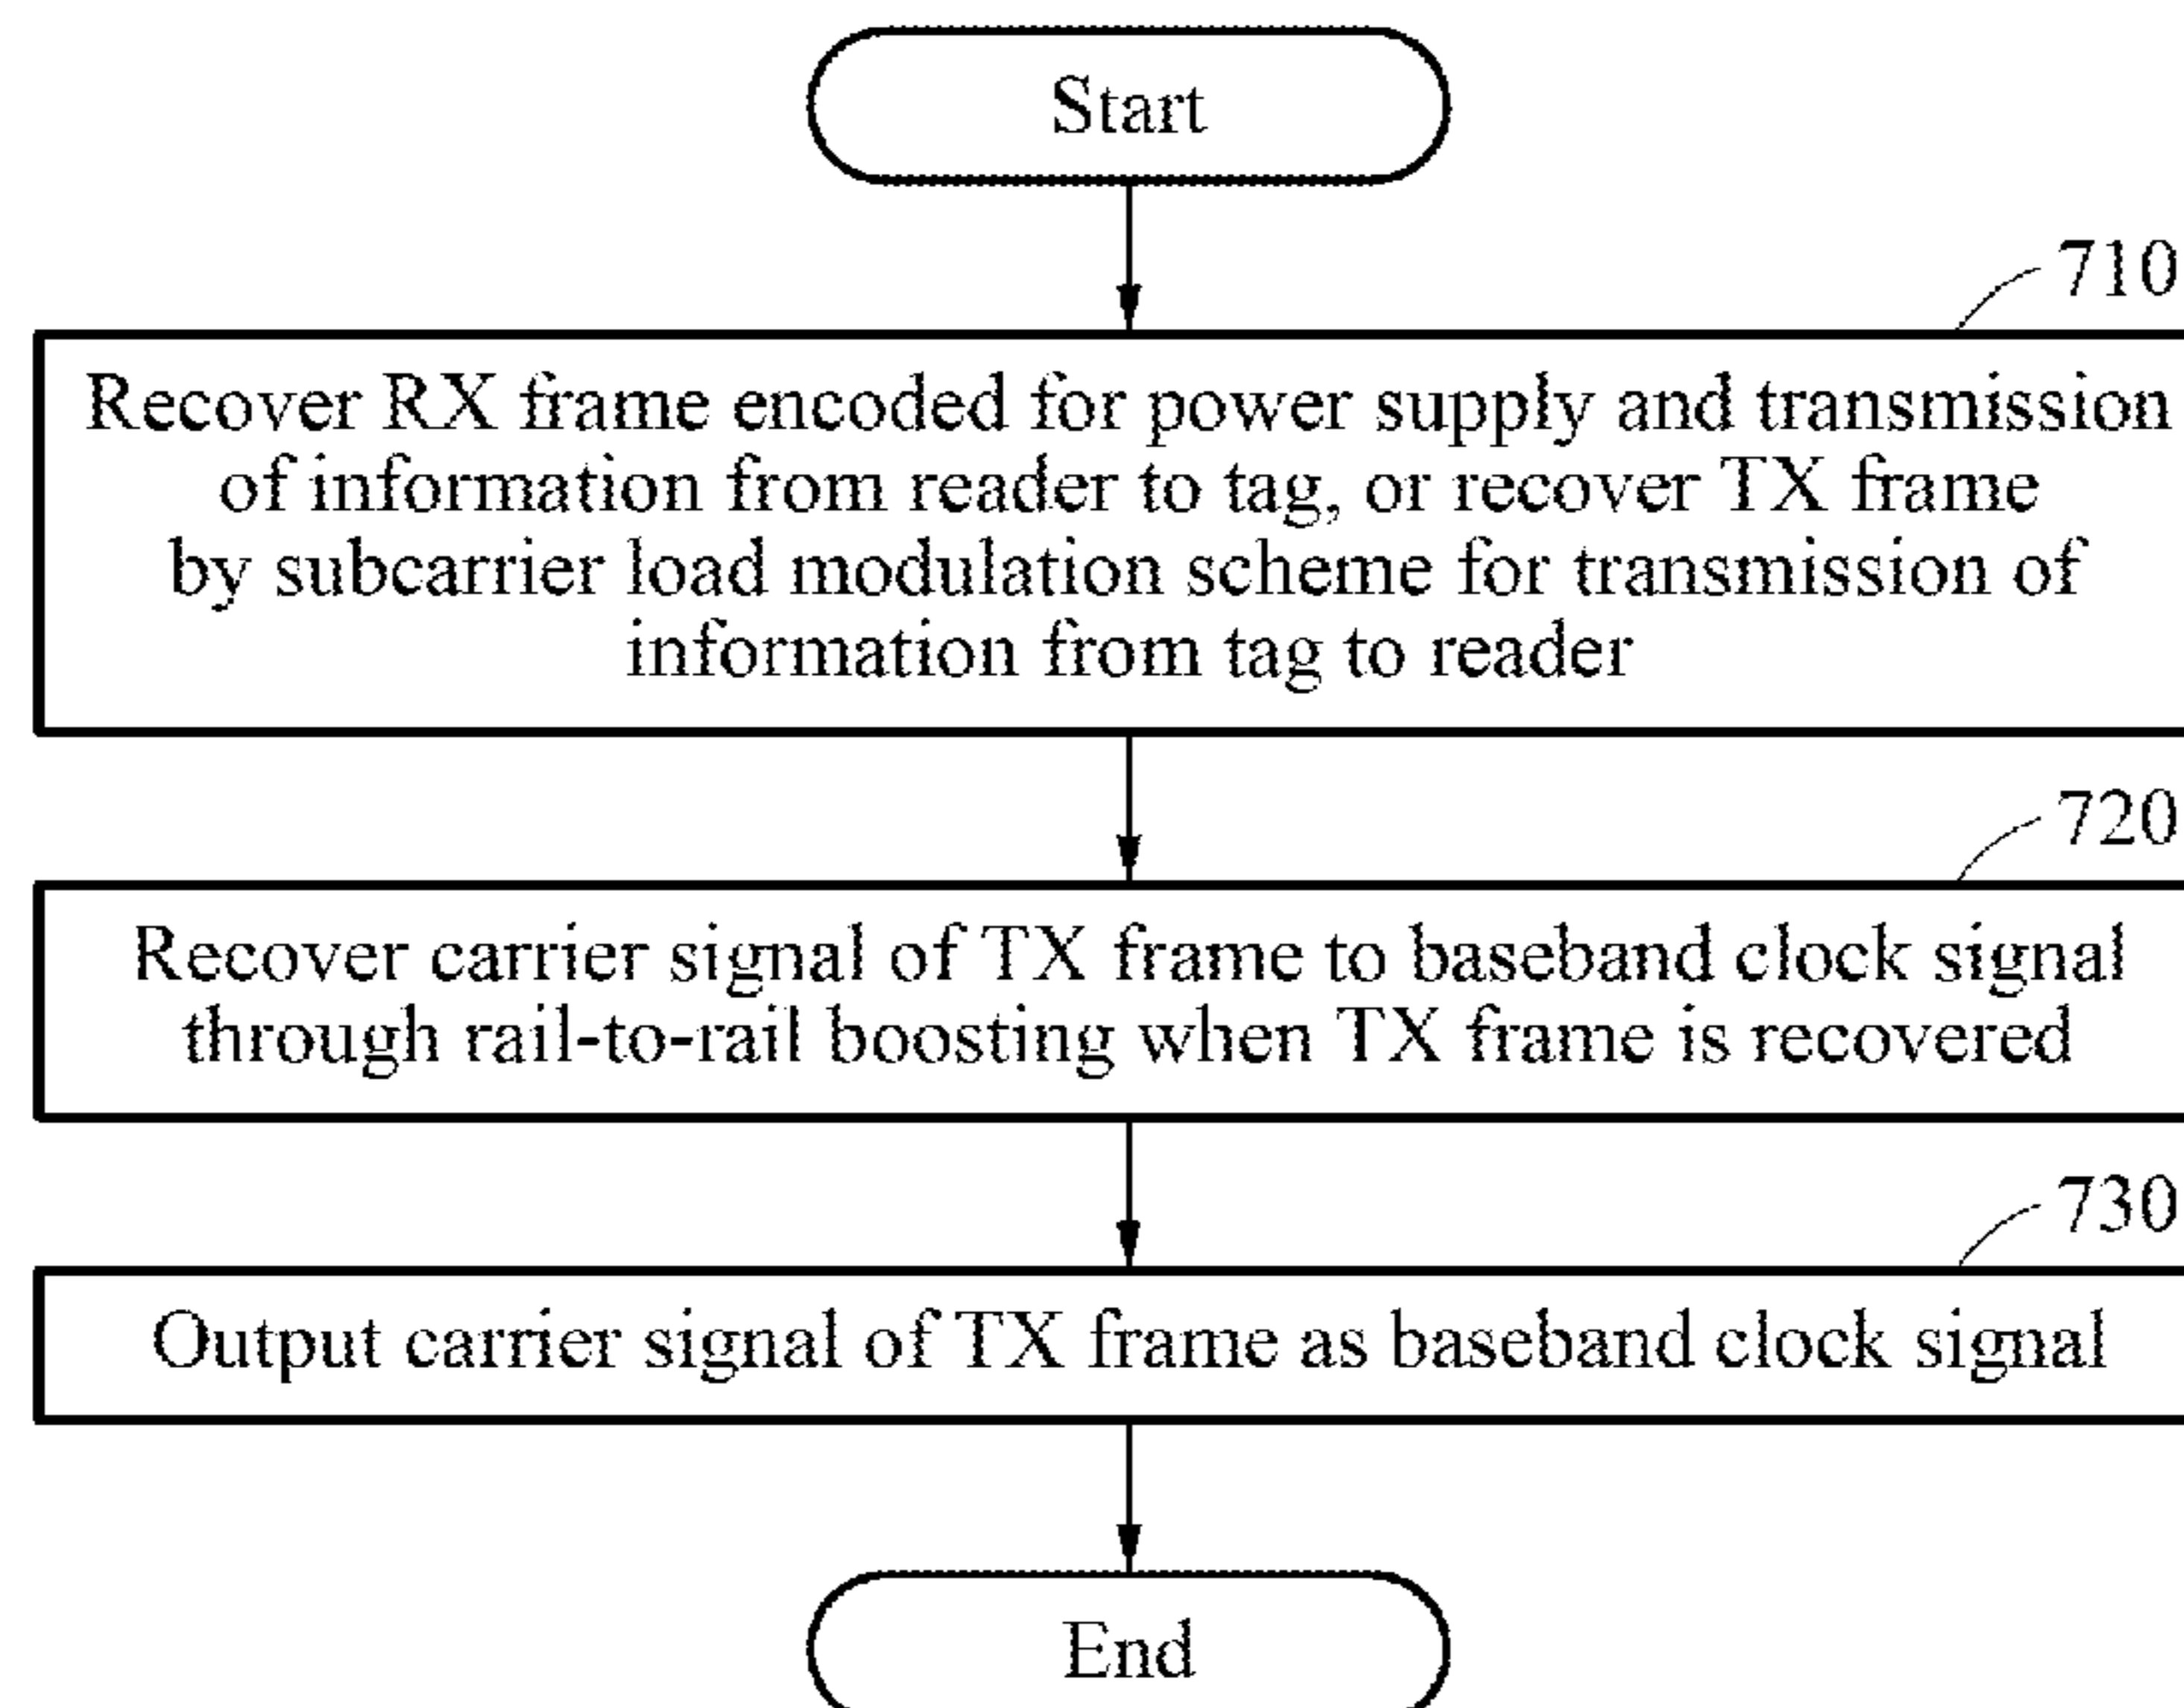 Start
710
Recover RX frame encoded for power supply and transmission
of information from reader to tag, or recover TX frame
by subcarrier load modulation scheme for transmission of
information from tag to reader
720
Recover carrier signal of TX frame to baseband clock signal
through rail-to-rail boosting when TX frame is recovered
730
Output carrier signal of TX frame as baseband clock signal
End